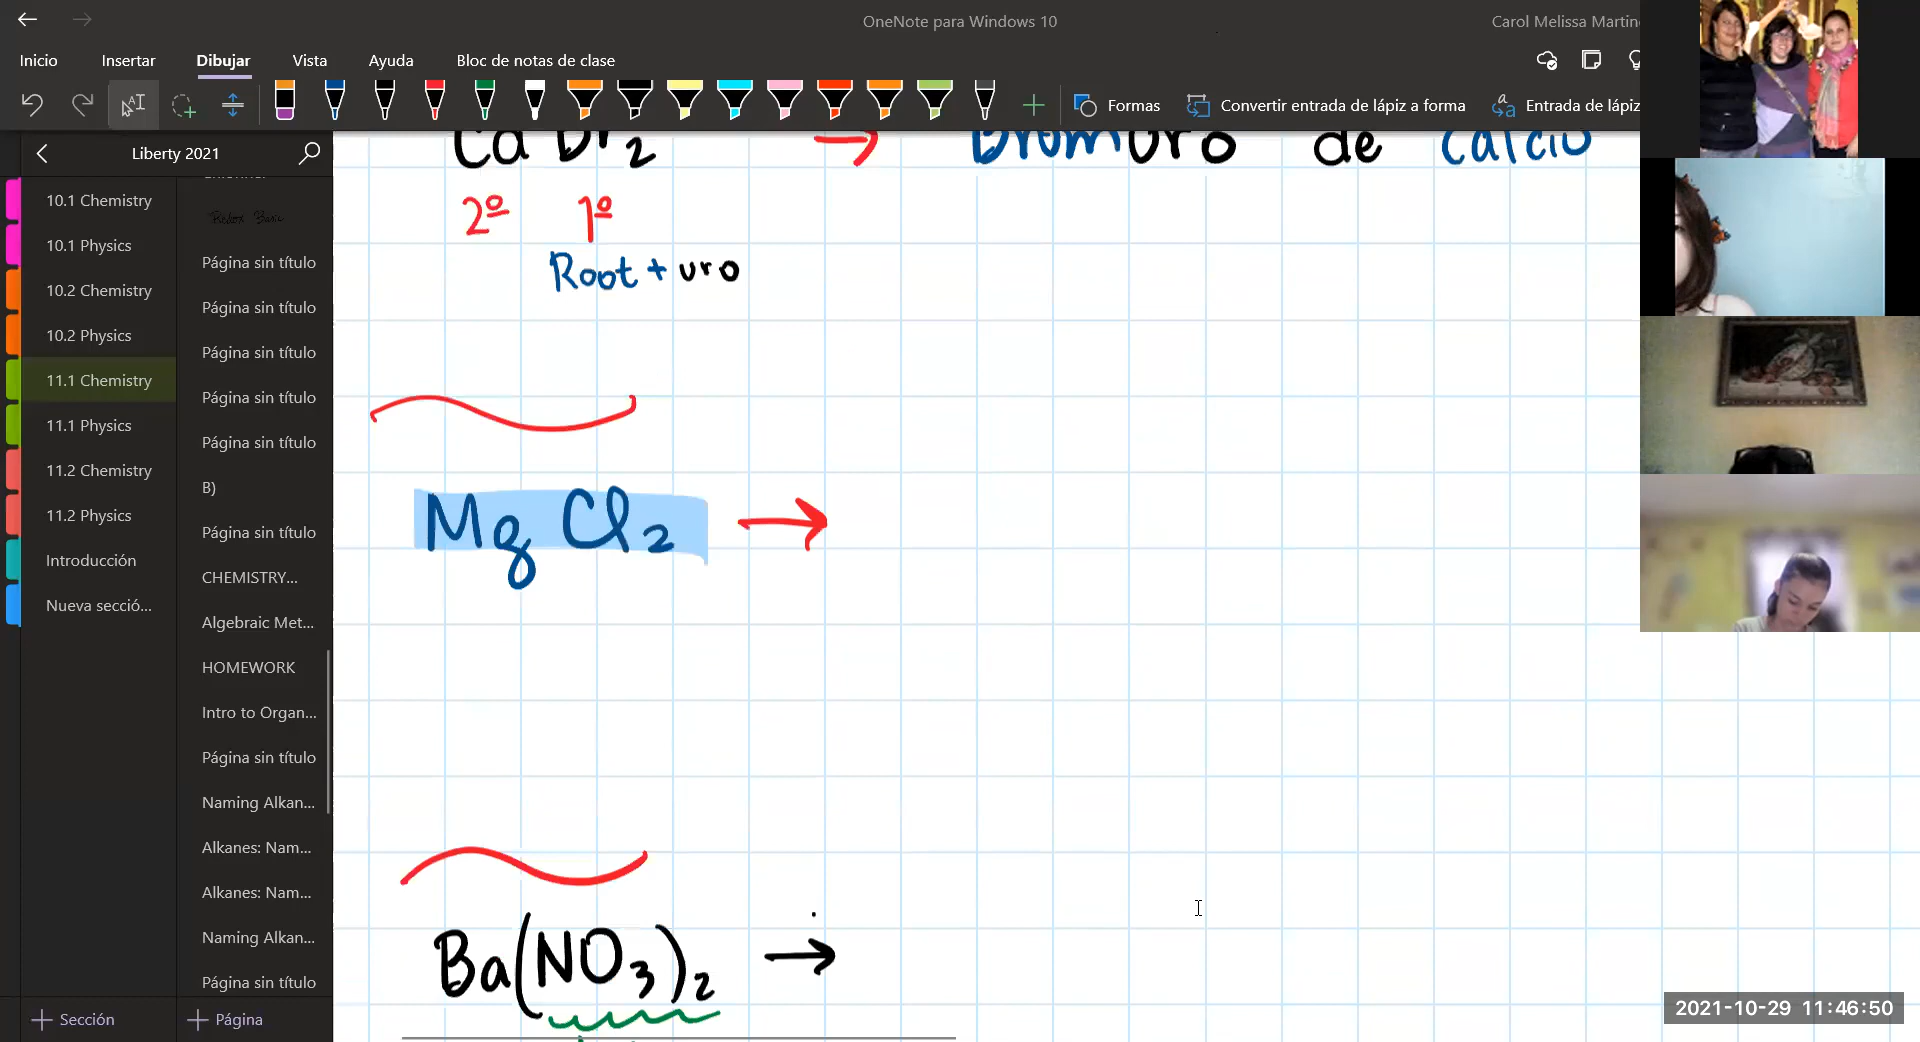 OneNote para Windows 10
Carol Melissa Martin
Inicio Insertar Dibujar Vista Ayuda Bloc de notas de clase
Formas Convertir entrada de lápiz a forma Entrada de lápiz
Liberty 2021
10.1 Chemistry
10.1 Physics
10.2 Chemistry
10.2 Physics
11.1 Chemistry
11.1 Physics
11.2 Chemistry
11.2 Physics
Introducción
Nueva secció...
Sección
Redox Basic
Página sin título
Página sin título
Página sin título
Página sin título
Página sin título
B)
Página sin título
CHEMISTRY...
Algebraic Met...
HOMEWORK
Intro to Organ...
Página sin título
Naming Alkan...
Alkanes: Nam...
Alkanes: Nam...
Naming Alkan...
Página sin título
Página
CaBr2 → Bromuro de Calcio
2º 1º
Root + uro
MgCl2 →
Ba(NO3)2 →
2021-10-29 11:46:50